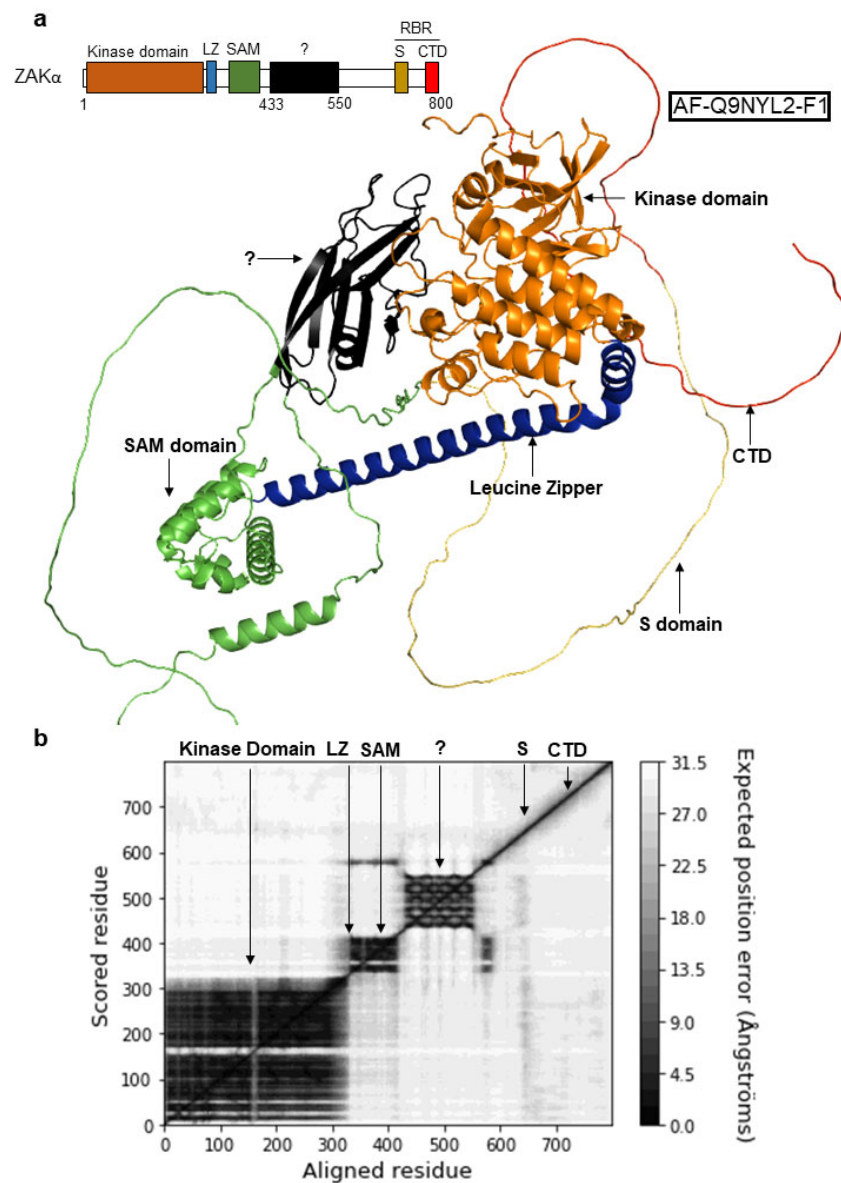 a
RBR
Kinase domain LZ SAM ? S CTD
ZAKα
1 433 550 800
AF-Q9NYL2-F1
Kinase domain
?
SAM domain
Leucine Zipper
CTD
S domain
b
Kinase Domain LZ SAM ? S CTD
31.5
27.0
22.5
18.0
13.5
9.0
4.5
0.0
Expected position error (Ångströms)
700
600
500
400
300
200
100
0
Scored residue
0 100 200 300 400 500 600 700
Aligned residue